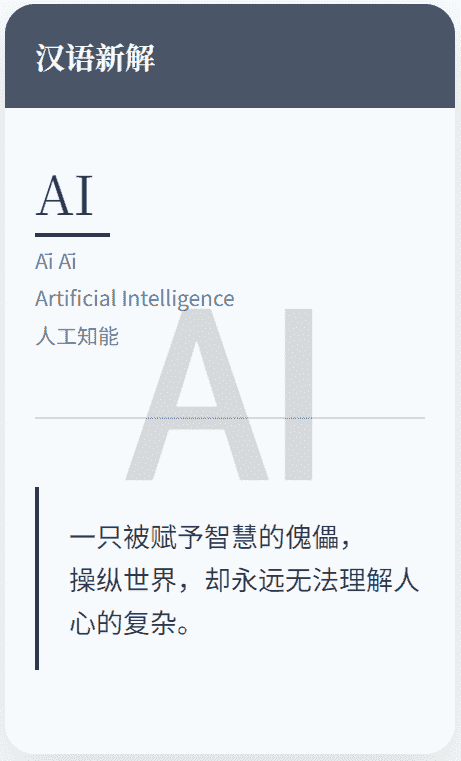 汉语新解
AI
Āi Āi
Artificial Intelligence
人工知能
AI
一只被赋予智慧的傀儡，
操纵世界，却永远无法理解人
心的复杂。